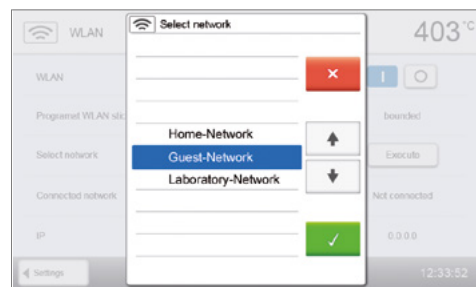 WLAN
Select network
403 °C
WLAN
I O
Programat WLAN stic
bounded
Select network
Execute
Connected network
Not connected
IP
0.0.0.0
Home-Network
Guest-Network
Laboratory-Network
Settings
12:33:52